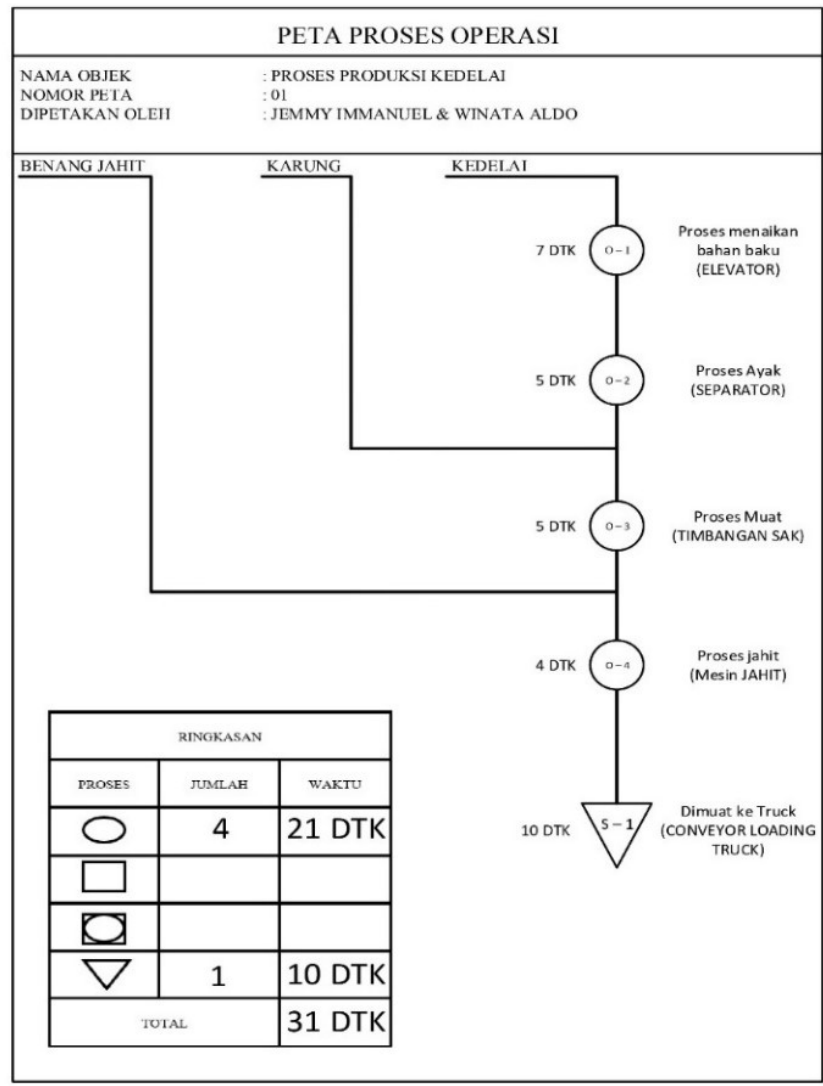 PETA PROSES OPERASI
NAMA OBJEK : PROSES PRODUKSI KEDELAI
NOMOR PETA : 01
DIPETAKAN OLEH : JEMMY IMMANUEL & WINATA ALDO
BENANG JAHIT KARUNG KEDELAI
7 DTK O-1 Proses menaikan
bahan baku
(ELEVATOR)
5 DTK O-2 Proses Ayak
(SEPARATOR)
5 DTK O-3 Proses Muat
(TIMBANGAN SAK)
4 DTK O-4 Proses jahit
(Mesin JAHIT)
10 DTK S-1 Dimuat ke Truck
(CONVEYOR LOADING
TRUCK)
RINGKASAN
PROSES JUMLAH WAKTU
4 21 DTK
1 10 DTK
TOTAL 31 DTK